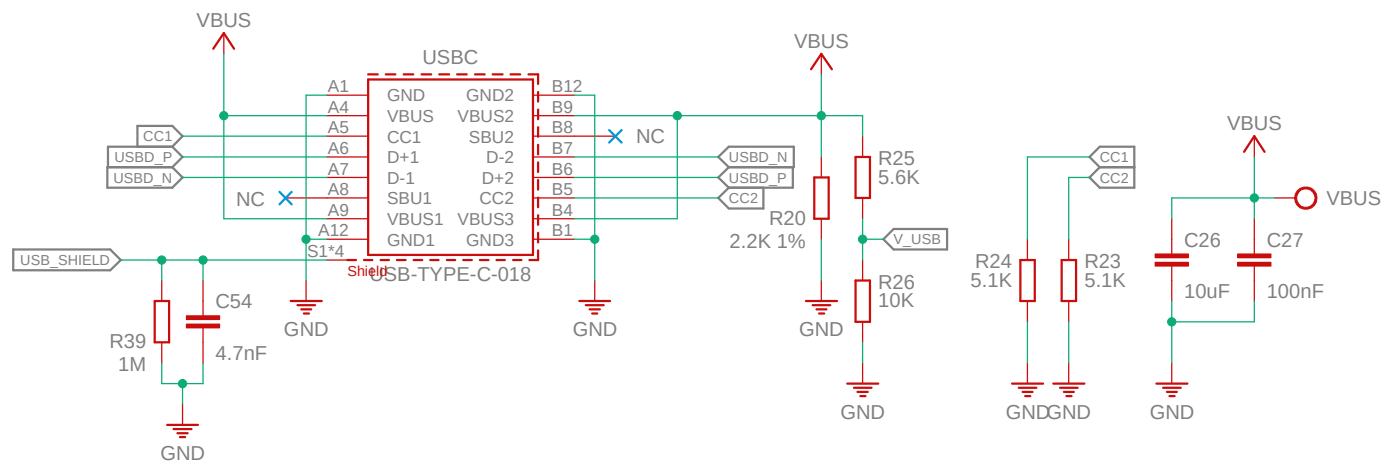 VBUS
USBC
A1
GND
GND2
B12
A4
VBUS
VBUS2
B9
CC1
A5
CC1
SBU2
B8
NC
USBD_P
A6
D+1
D-2
B7
USBD_N
USBD_N
A7
D-1
D+2
B6
USBD_P
NC
A8
SBU1
CC2
B5
CC2
A9
VBUS1
VBUS3
B4
A12
GND1
GND3
B1
USB_SHIELD
S1*4
Shield
USB-TYPE-C-018
GND
GND
R39
1M
C54
4.7nF
GND
VBUS
R20
2.2K 1%
GND
R25
5.6K
V_USB
R26
10K
GND
CC1
CC2
R24
5.1K
R23
5.1K
GND
GND
VBUS
VBUS
C26
10uF
C27
100nF
GND